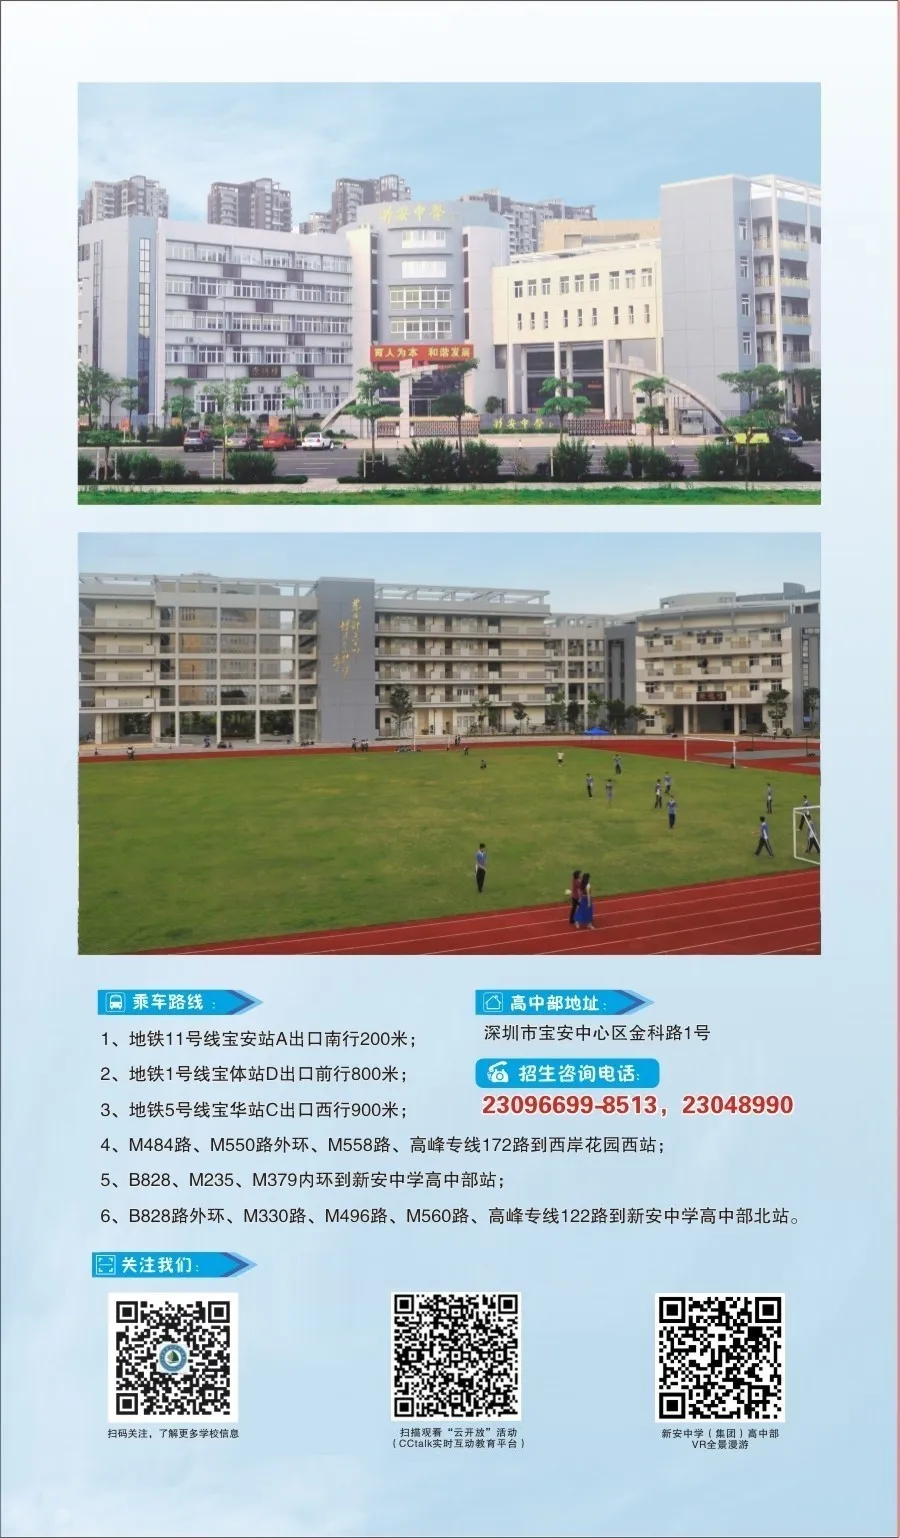 新安中学
育人为本 和谐发展
新安中学
乘车路线：
1、地铁11号线宝安站A出口南行200米；
2、地铁1号线宝体站D出口前行800米；
3、地铁5号线宝华站C出口西行900米；
4、M484路、M550路外环、M558路、高峰专线172路到西岸花园西站；
5、B828、M235、M379内环到新安中学高中部站；
6、B828路外环、M330路、M496路、M560路、高峰专线122路到新安中学高中部北站。
高中部地址：
深圳市宝安中心区金科路1号
招生咨询电话：
23096699-8513，23048990
关注我们：
扫码关注，了解更多学校信息
扫描观看“云开放”活动
（CCtalk实时互动教育平台）
新安中学（集团）高中部
VR全景漫游